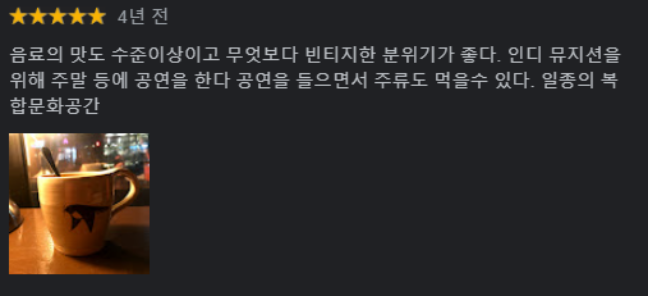 4년 전
음료의 맛도 수준이상이고 무엇보다 빈티지한 분위기가 좋다. 인디 뮤지션을
위해 주말 등에 공연을 한다 공연을 들으면서 주류도 먹을수 있다. 일종의 복
합문화공간